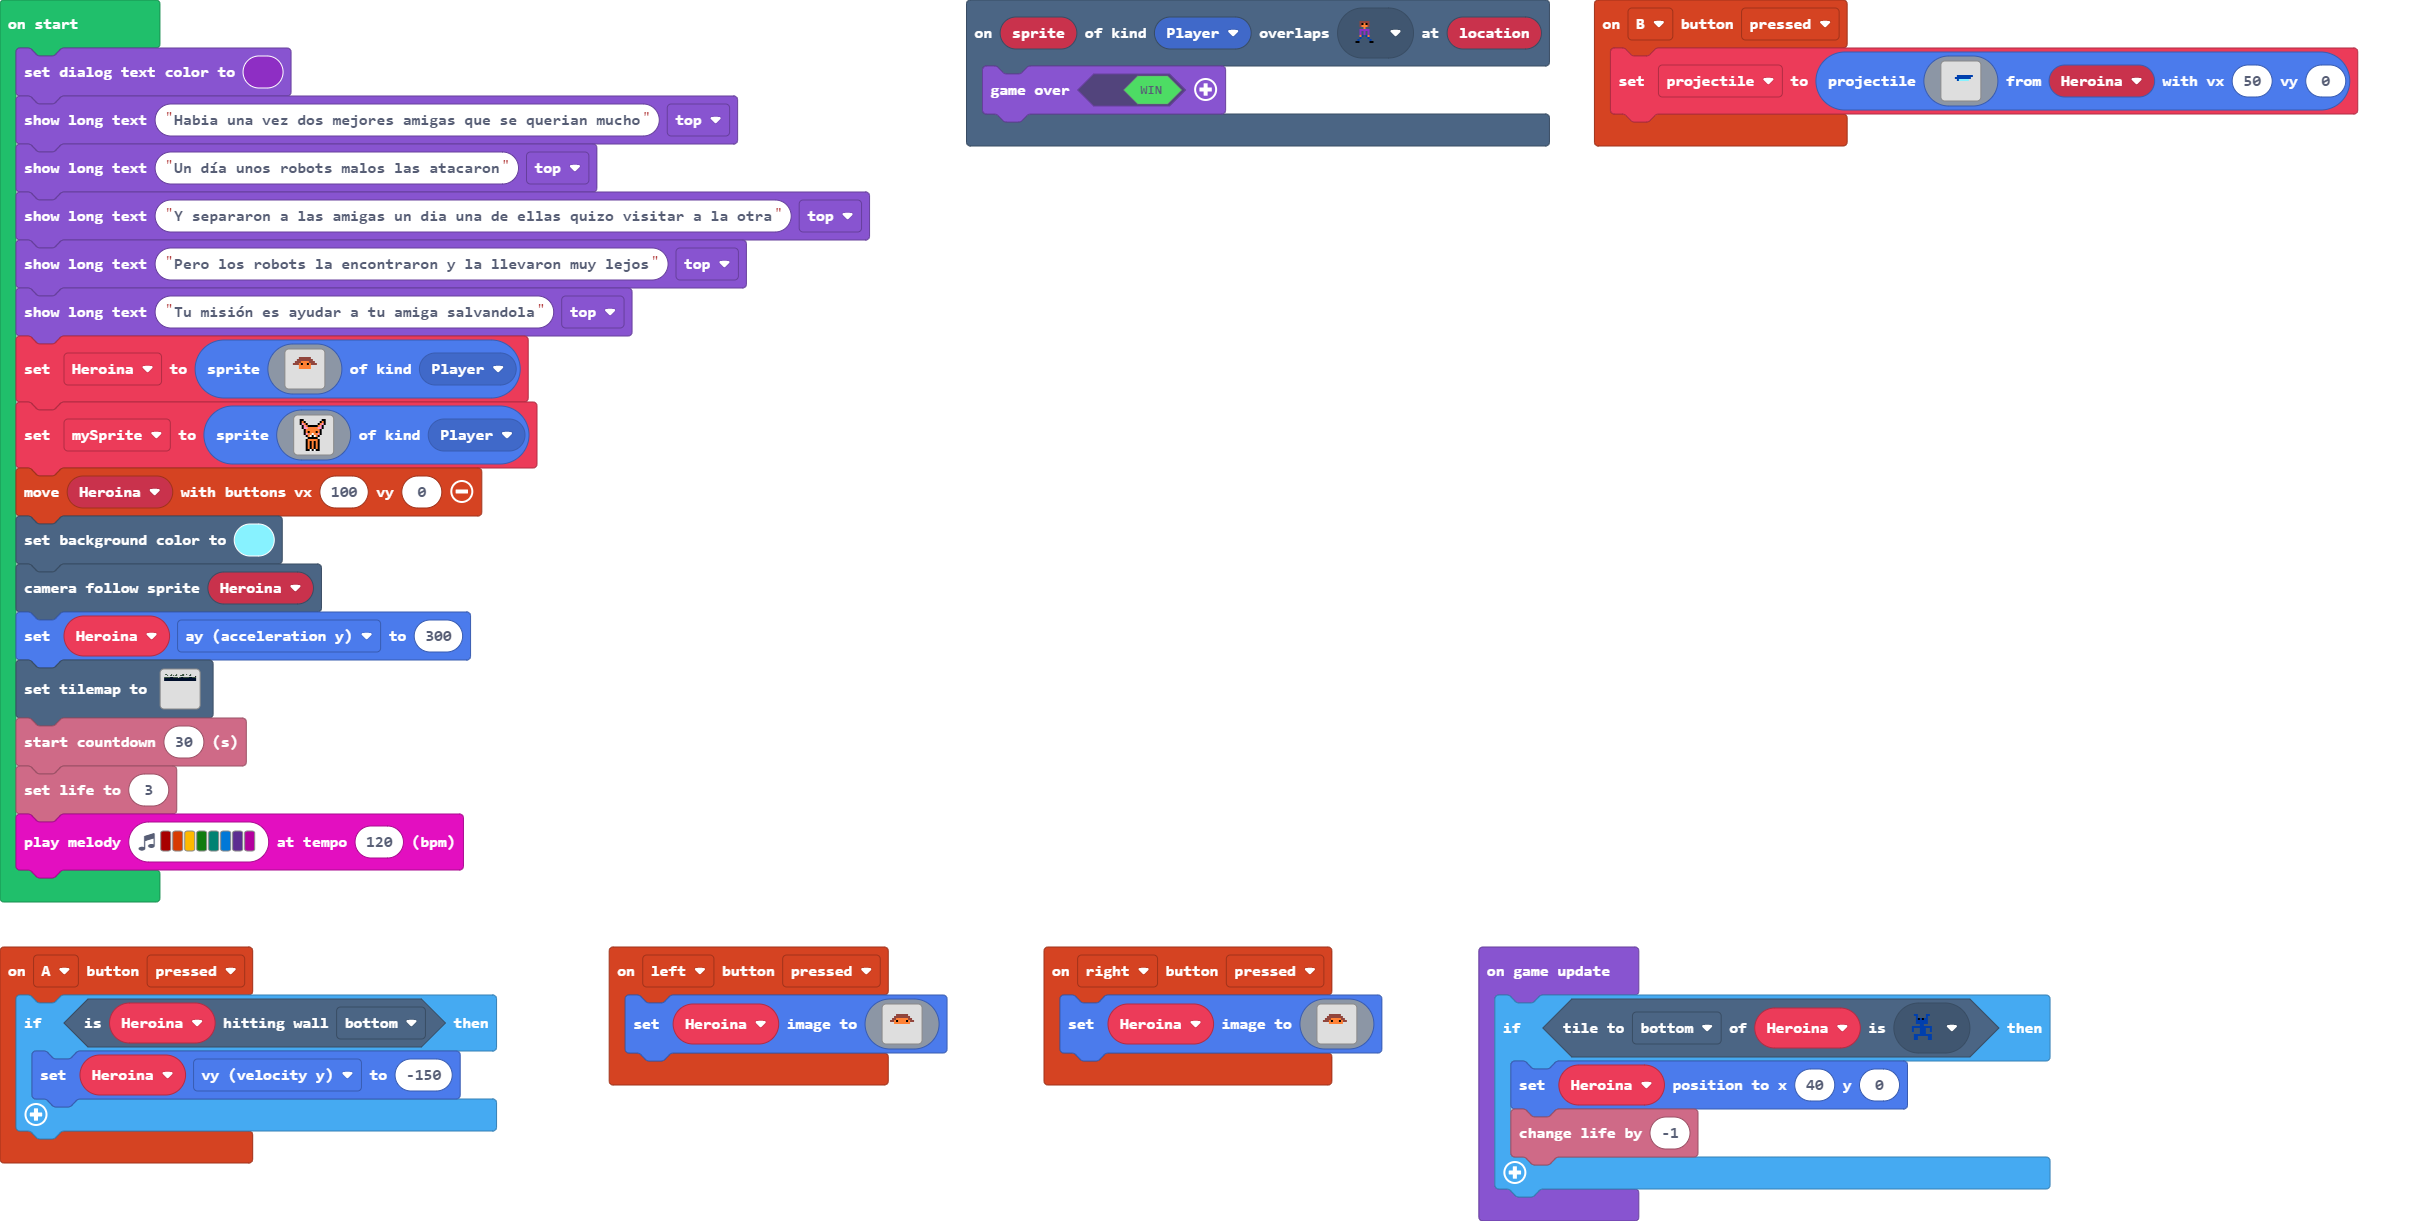 on start
set dialog text color to
show long text "Habia una vez dos mejores amigas que se querian mucho" top
show long text "Un día unos robots malos las atacaron" top
show long text "Y separaron a las amigas un dia una de ellas quizo visitar a la otra" top
show long text "Pero los robots la encontraron y la llevaron muy lejos" top
show long text "Tu misión es ayudar a tu amiga salvandola" top
set Heroina to sprite of kind Player
set mySprite to sprite of kind Player
move Heroina with buttons vx 100 vy 0
set background color to
camera follow sprite Heroina
set Heroina ay (acceleration y) to 300
set tilemap to
start countdown 30 (s)
set life to 3
play melody at tempo 120 (bpm)
on sprite of kind Player overlaps at location
game over WIN
on B button pressed
set projectile to projectile from Heroina with vx 50 vy 0
on A button pressed
if is Heroina hitting wall bottom then
set Heroina vy (velocity y) to -150
on left button pressed
set Heroina image to
on right button pressed
set Heroina image to
on game update
if tile to bottom of Heroina is then
set Heroina position to x 40 y 0
change life by -1